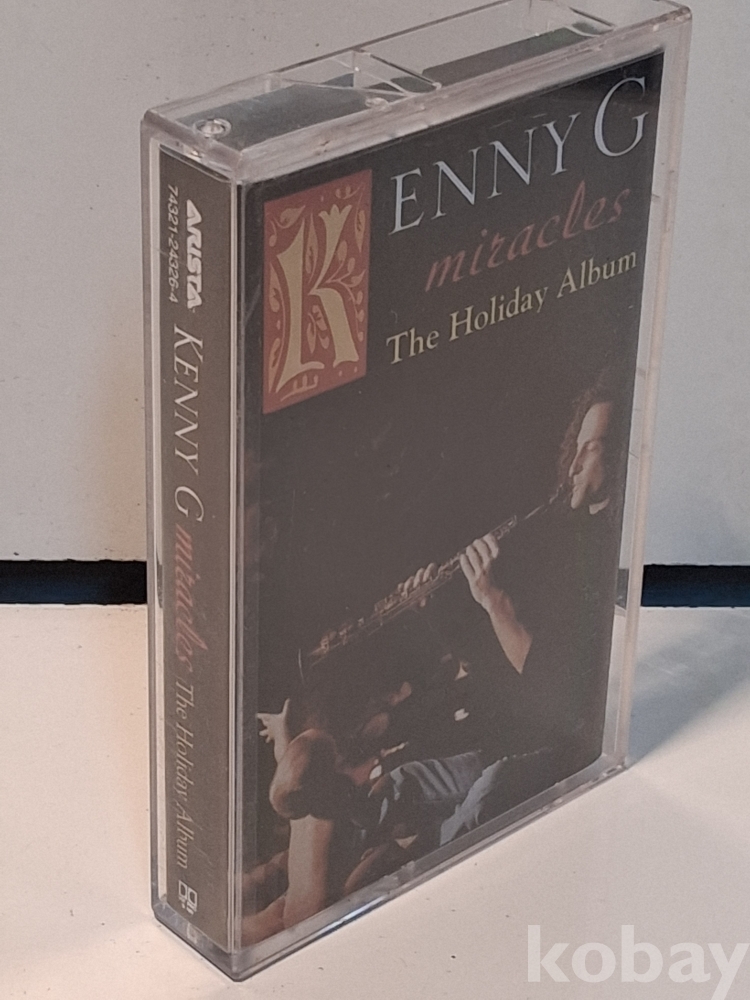 KENNY G
miracles
The Holiday Album
ARISTA
74321-24326-4
KENNY G miracles The Holiday Album
kobay